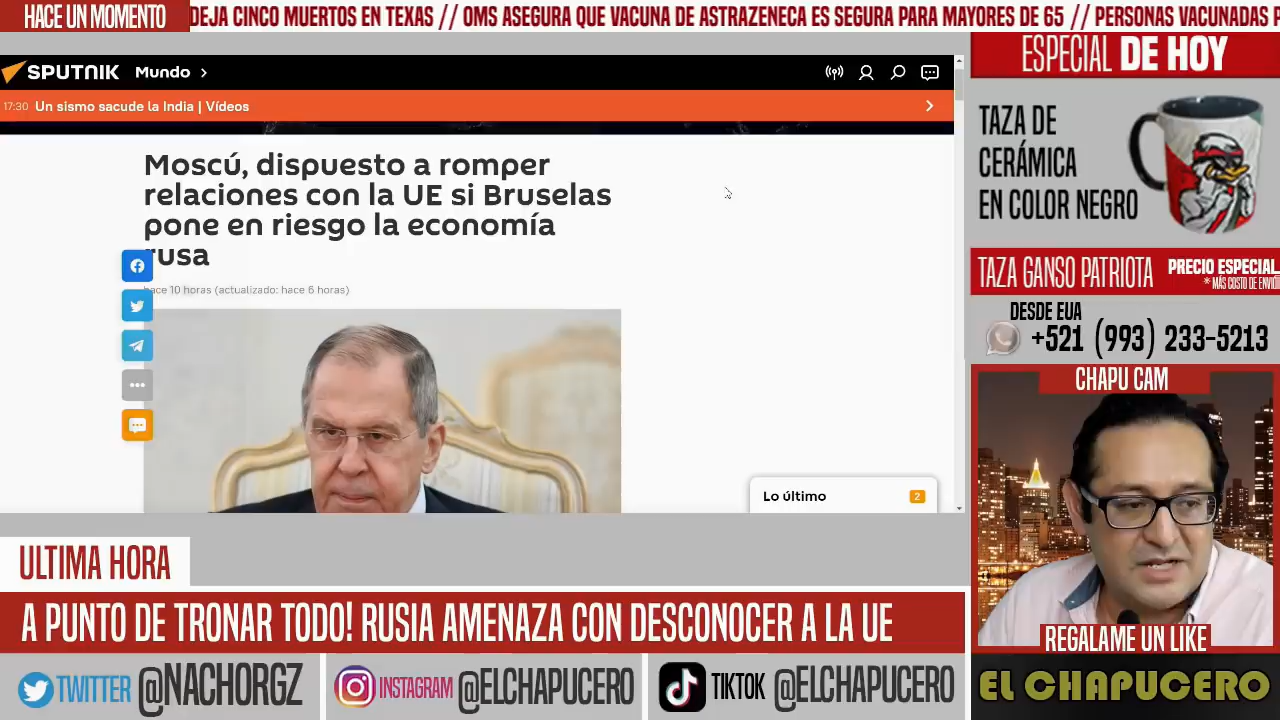 HACE UN MOMENTO
DEJA CINCO MUERTOS EN TEXAS // OMS ASEGURA QUE VACUNA DE ASTRAZENECA ES SEGURA PARA MAYORES DE 65 // PERSONAS VACUNADAS
SPUTNIK Mundo
17:30 Un sismo sacude la India | Vídeos
Moscú, dispuesto a romper
relaciones con la UE si Bruselas
pone en riesgo la economía
rusa
hace 10 horas (actualizado: hace 6 horas)
Lo último 2
ESPECIAL DE HOY
TAZA DE
CERÁMICA
EN COLOR NEGRO
TAZA GANSO PATRIOTA
PRECIO ESPECIAL
* MÁS COSTO DE ENVÍO
DESDE EUA
+521 (993) 233-5213
CHAPU CAM
REGALAME UN LIKE
EL CHAPUCERO
ULTIMA HORA
A PUNTO DE TRONAR TODO! RUSIA AMENAZA CON DESCONOCER A LA UE
TWITTER @NACHORGZ
INSTAGRAM @ELCHAPUCERO
TIKTOK @ELCHAPUCERO